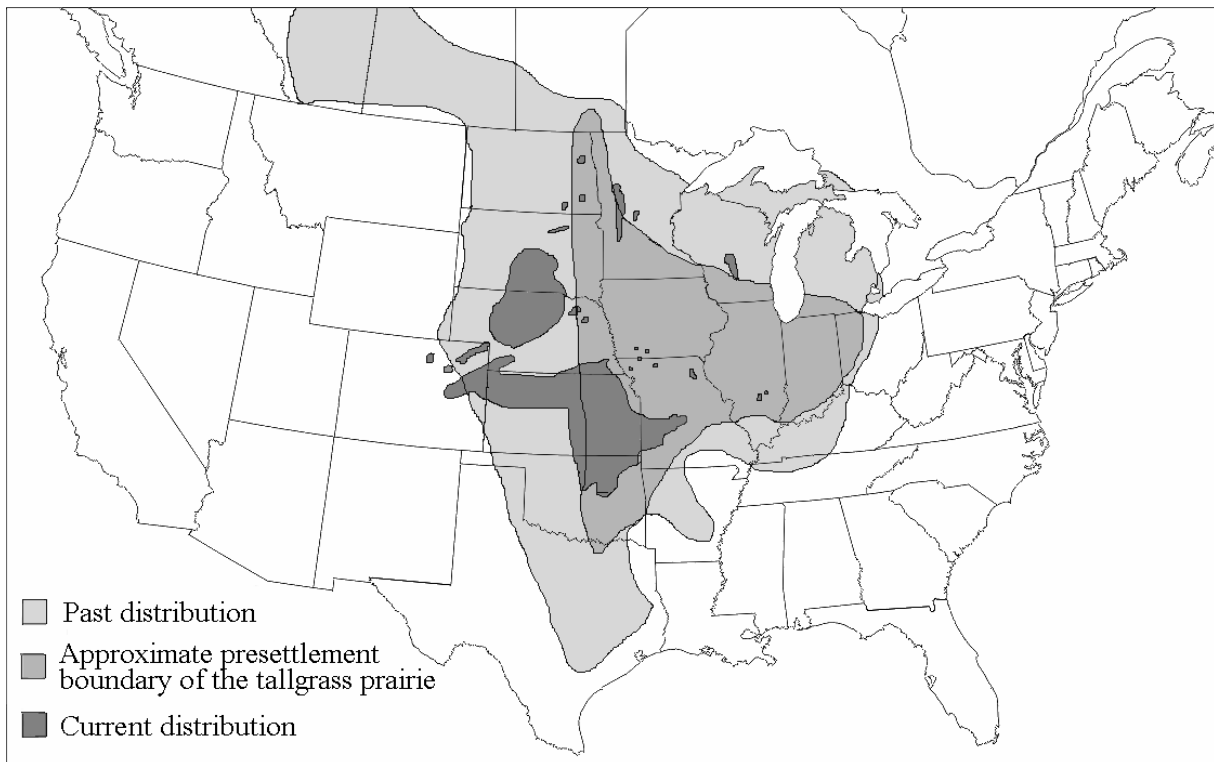 Past distribution
Approximate presettlement
boundary of the tallgrass prairie
Current distribution